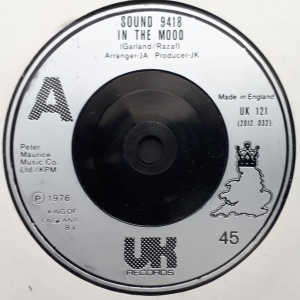 SOUND 9418
IN THE MOOD
(Garland/Razaf)
Arranger-JA Producer-JK
A
Made in England
UK 121
(2012 032)
Peter
Maurice
Music Co.
Ltd./KPM
Ⓟ 1976
KING OF
ENGLAND
B.V.
45
UK
RECORDS